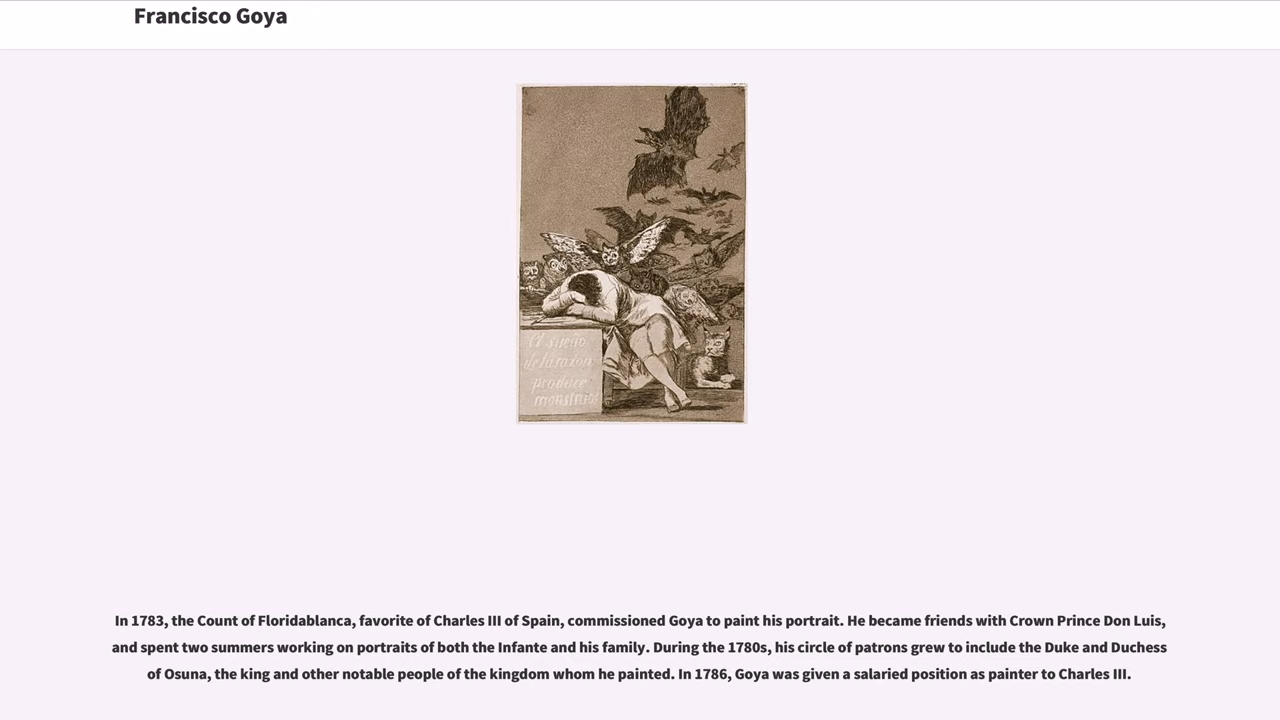 Francisco Goya
El sueño
de la razon
produce
monstruos
In 1783, the Count of Floridablanca, favorite of Charles III of Spain, commissioned Goya to paint his portrait. He became friends with Crown Prince Don Luis,
and spent two summers working on portraits of both the Infante and his family. During the 1780s, his circle of patrons grew to include the Duke and Duchess
of Osuna, the king and other notable people of the kingdom whom he painted. In 1786, Goya was given a salaried position as painter to Charles III.